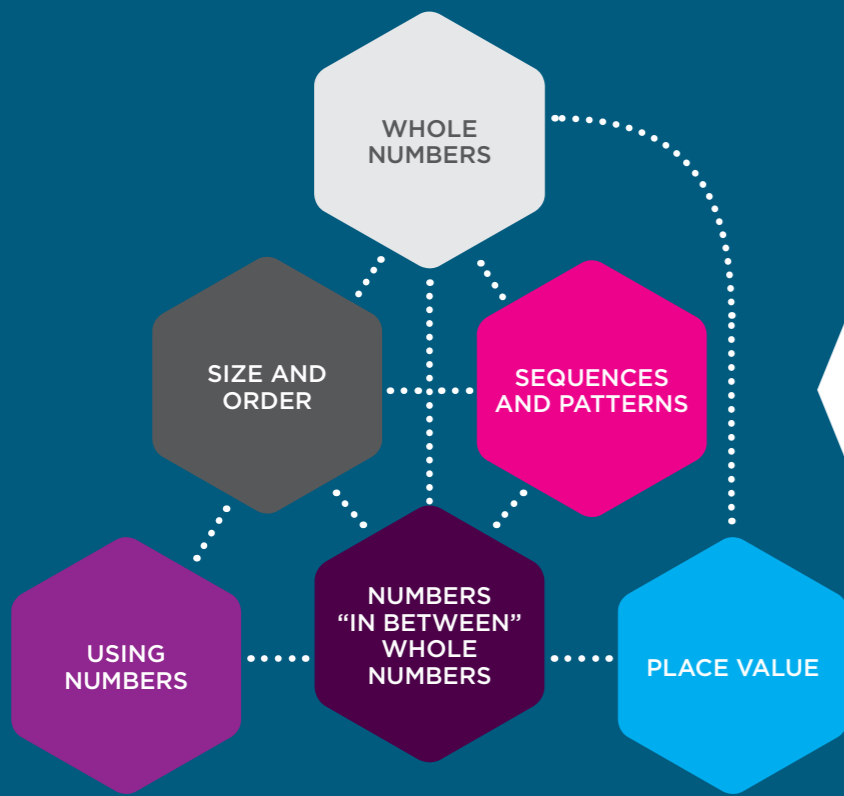 WHOLE
NUMBERS
SIZE AND
ORDER
SEQUENCES
AND PATTERNS
USING
NUMBERS
NUMBERS
“IN BETWEEN”
WHOLE
NUMBERS
PLACE VALUE